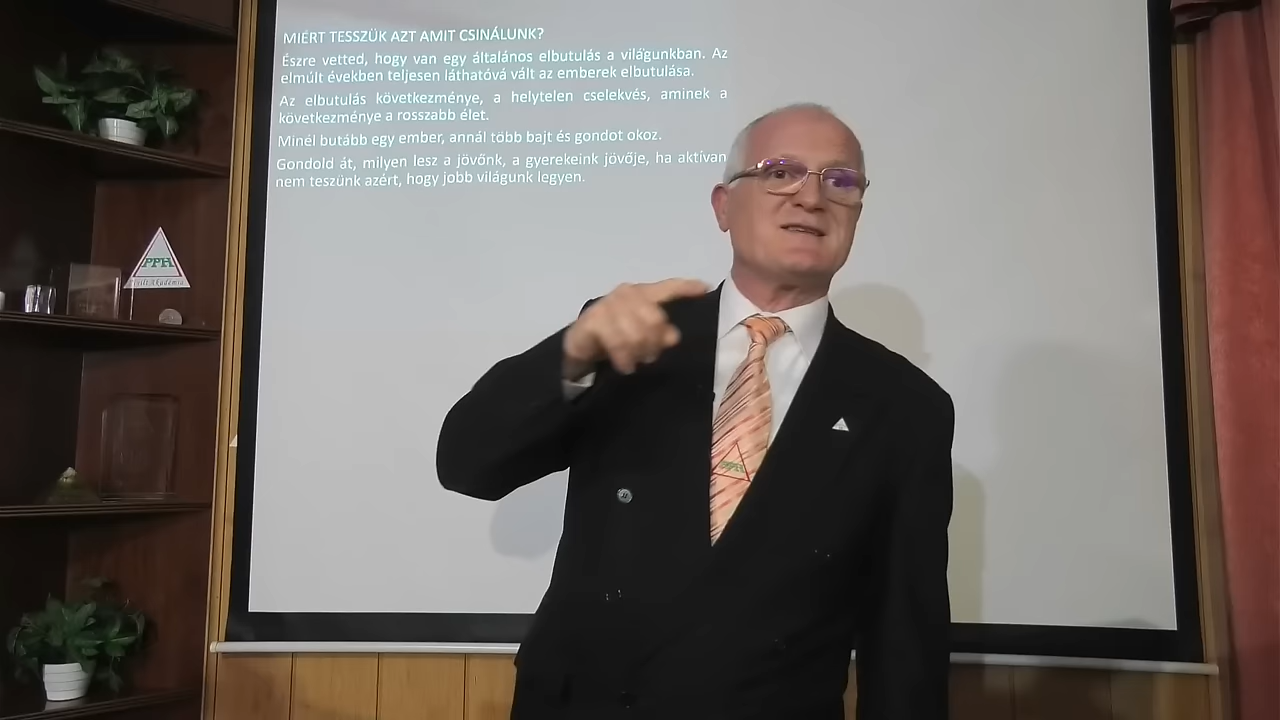 MIÉRT TESSZÜK AZT AMIT CSINÁLUNK?
Észre vetted, hogy van egy általános elbutulás a világunkban. Az
elmúlt években teljesen láthatóvá vált az emberek elbutulása.
Az elbutulás következménye, a helytelen cselekvés, aminek a
következménye a rosszabb élet.
Minél butább egy ember, annál több bajt és gondot okoz.
Gondold át, milyen lesz a jövőnk, a gyerekeink jövője, ha aktívan
nem teszünk azért, hogy jobb világunk legyen.
PPH
Akadémia
PPH